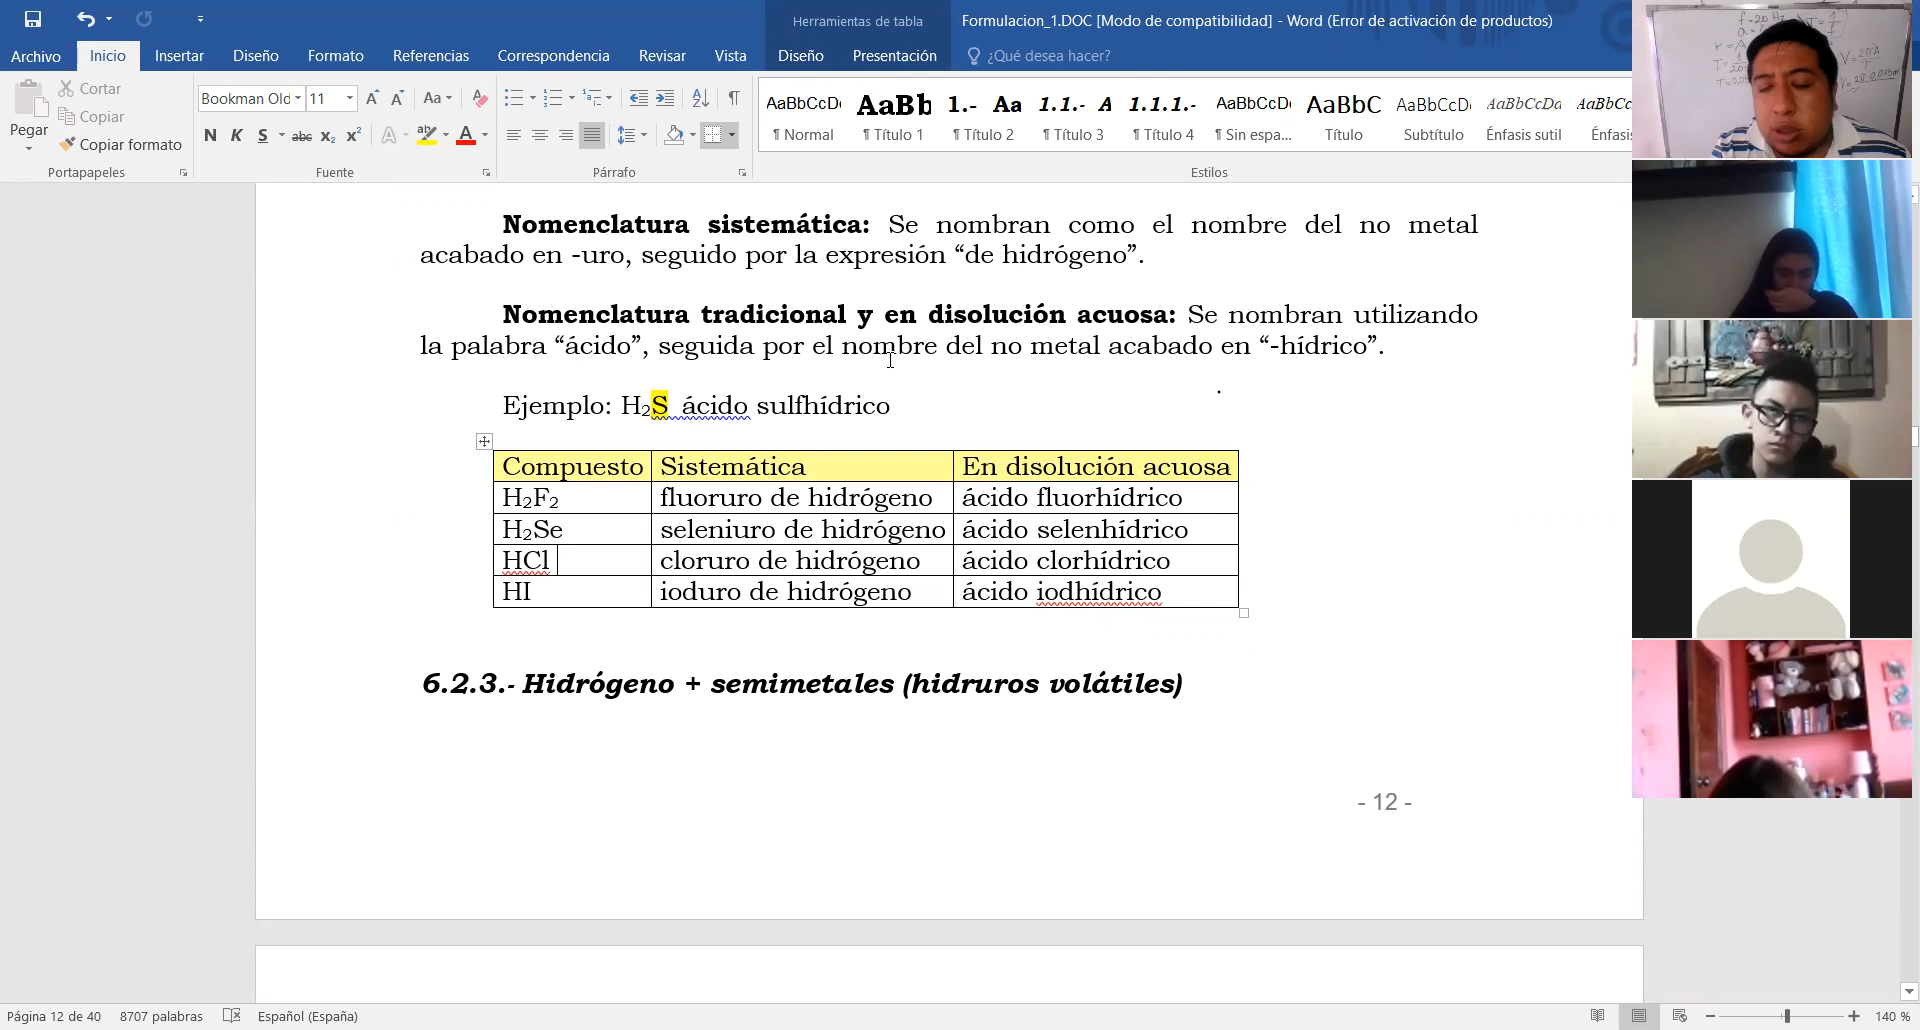 Herramientas de tabla
Formulacion_1.DOC [Modo de compatibilidad] - Word (Error de activación de productos)
Archivo Inicio Insertar Diseño Formato Referencias Correspondencia Revisar Vista Diseño Presentación ¿Qué desea hacer?
Pegar
Cortar
Copiar
Copiar formato
Portapapeles
Bookman Old 11 Aa
N K S abc x₂ x² A A
Fuente
Párrafo
AaBbCcDc AaBb 1.- Aa 1.1.- A 1.1.1.- AaBbCcDc AaBbC AaBbCcDc AaBbCcDa AaBbCcDc
¶ Normal ¶ Título 1 ¶ Título 2 ¶ Título 3 ¶ Título 4 ¶ Sin espa... Título Subtítulo Énfasis sutil Énfasis
Estilos
Nomenclatura sistemática: Se nombran como el nombre del no metal
acabado en -uro, seguido por la expresión “de hidrógeno”.
Nomenclatura tradicional y en disolución acuosa: Se nombran utilizando
la palabra “ácido”, seguida por el nombre del no metal acabado en “-hídrico”.
Ejemplo: H₂S ácido sulfhídrico
Compuesto Sistemática En disolución acuosa
H₂F₂ fluoruro de hidrógeno ácido fluorhídrico
H₂Se seleniuro de hidrógeno ácido selenhídrico
HCl cloruro de hidrógeno ácido clorhídrico
HI ioduro de hidrógeno ácido iodhídrico
6.2.3.- Hidrógeno + semimetales (hidruros volátiles)
- 12 -
Página 12 de 40 8707 palabras Español (España) 140 %